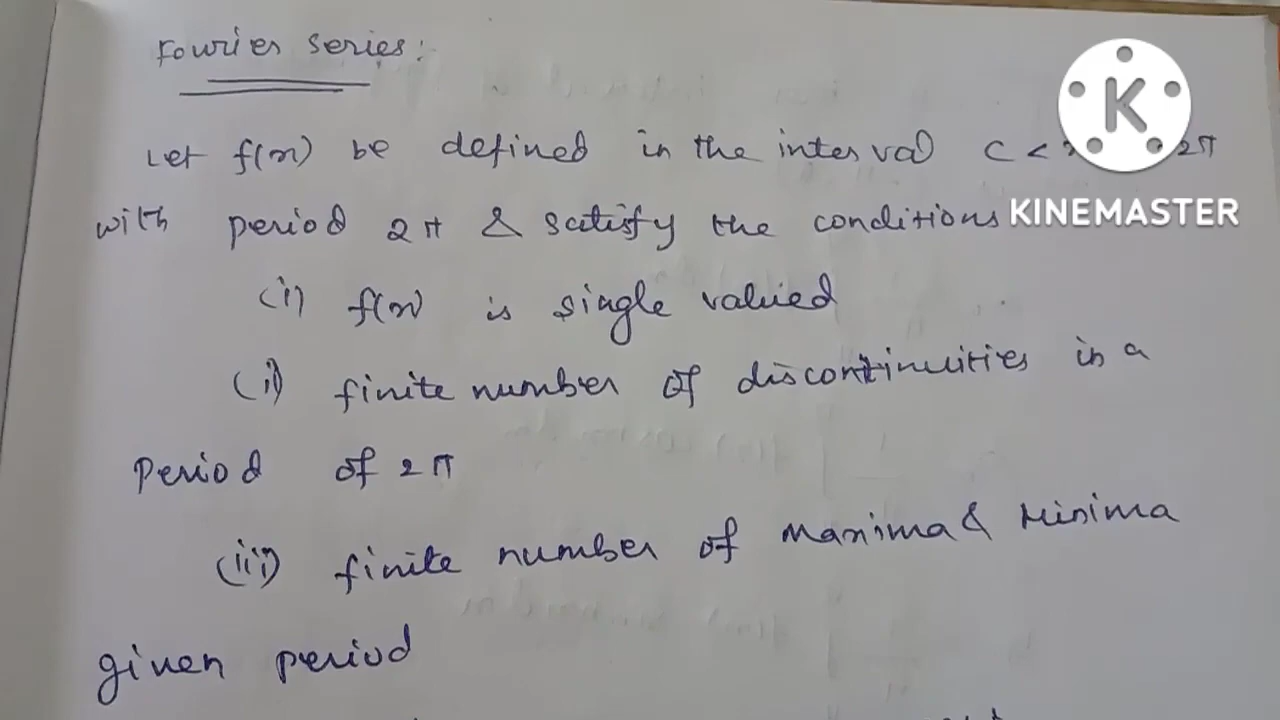 Fourier series:
Let f(x) be defined in the interval c < 2π
with period 2π & satisfy the conditions
KINEMASTER
(i) f(x) is single valued
(ii) finite number of discontinuities in a
period of 2π
(iii) finite number of Maxima & Minima
given period